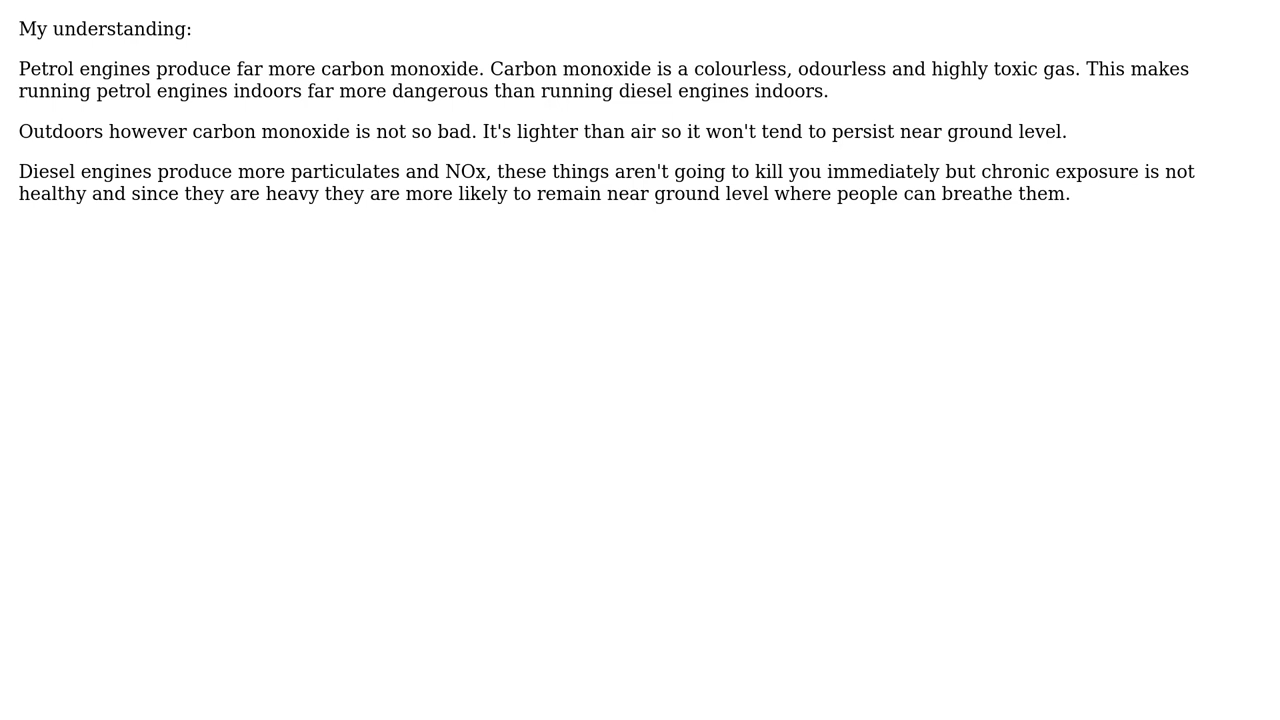 My understanding:
Petrol engines produce far more carbon monoxide. Carbon monoxide is a colourless, odourless and highly toxic gas. This makes
running petrol engines indoors far more dangerous than running diesel engines indoors.
Outdoors however carbon monoxide is not so bad. It's lighter than air so it won't tend to persist near ground level.
Diesel engines produce more particulates and NOx, these things aren't going to kill you immediately but chronic exposure is not
healthy and since they are heavy they are more likely to remain near ground level where people can breathe them.